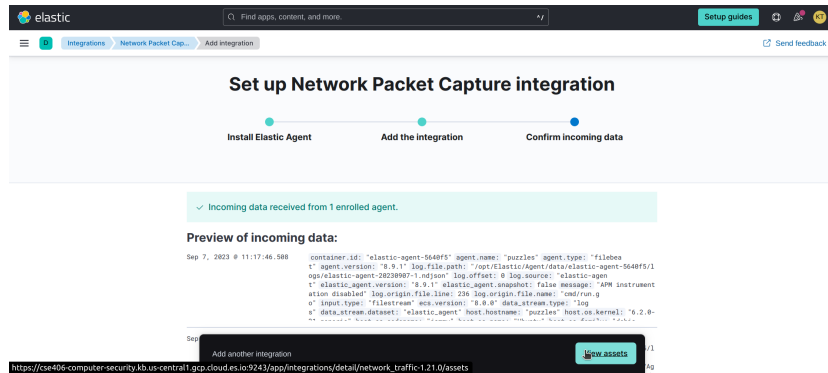 elastic
Find apps, content, and more.
^/
Setup guides
KT
D
Integrations
Network Packet Cap...
Add integration
Send feedback
Set up Network Packet Capture integration
Install Elastic Agent
Add the integration
Confirm incoming data
Incoming data received from 1 enrolled agent.
Preview of incoming data:
Sep 7, 2023 @ 11:17:46.508
container.id: "elastic-agent-5640f5" agent.name: "puzzles" agent.type: "filebea
t" agent.version: "8.9.1" log.file.path: "/opt/Elastic/Agent/data/elastic-agent-5640f5/l
ogs/elastic-agent-20230907-1.ndjson" log.offset: 0 log.source: "elastic-agen
t" elastic_agent.version: "8.9.1" elastic_agent.snapshot: false message: "APM instrument
ation disabled" log.origin.file.line: 236 log.origin.file.name: "cmd/run.g
o" input.type: "filestream" ecs.version: "8.0.0" data_stream.type: "log
s" data_stream.dataset: "elastic_agent" host.hostname: "puzzles" host.os.kernel: "6.2.0-
Sep
Add another integration
View assets
https://cse406-computer-security.kb.us-central1.gcp.cloud.es.io:9243/app/integrations/detail/network_traffic-1.21.0/assets